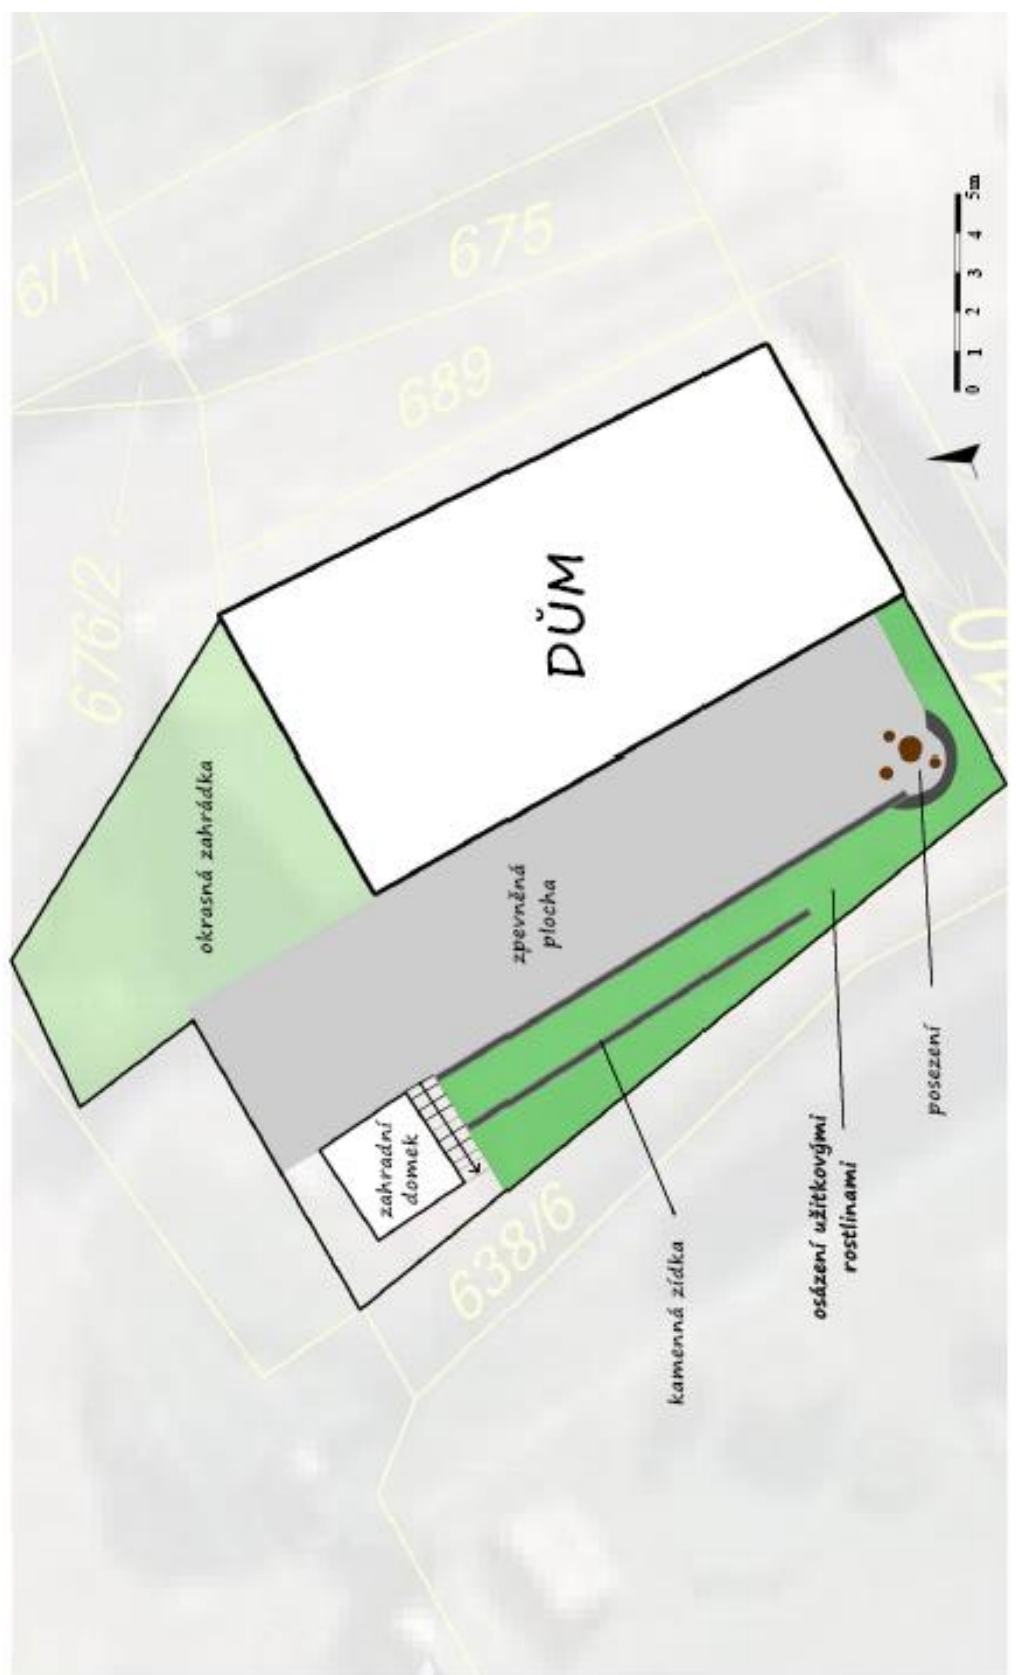 6/1
675
689
676/2
DŮM
okrasná zahrádka
zpevněná
plocha
zahradní
domek
638/6
kamenná zídka
osázení užitkovými
rostlinami
posezení
0 1 2 3 4 5m